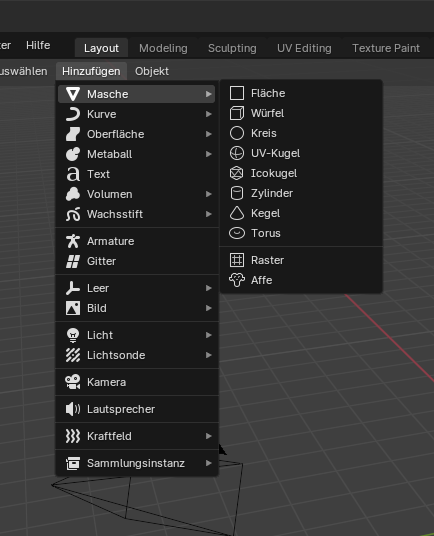 ter Hilfe Layout Modeling Sculpting UV Editing Texture Paint
uswählen Hinzufügen Objekt
Masche
Kurve
Oberfläche
Metaball
Text
Volumen
Wachsstift
Armature
Gitter
Leer
Bild
Licht
Lichtsonde
Kamera
Lautsprecher
Kraftfeld
Sammlungsinstanz
Fläche
Würfel
Kreis
UV-Kugel
Icokugel
Zylinder
Kegel
Torus
Raster
Affe